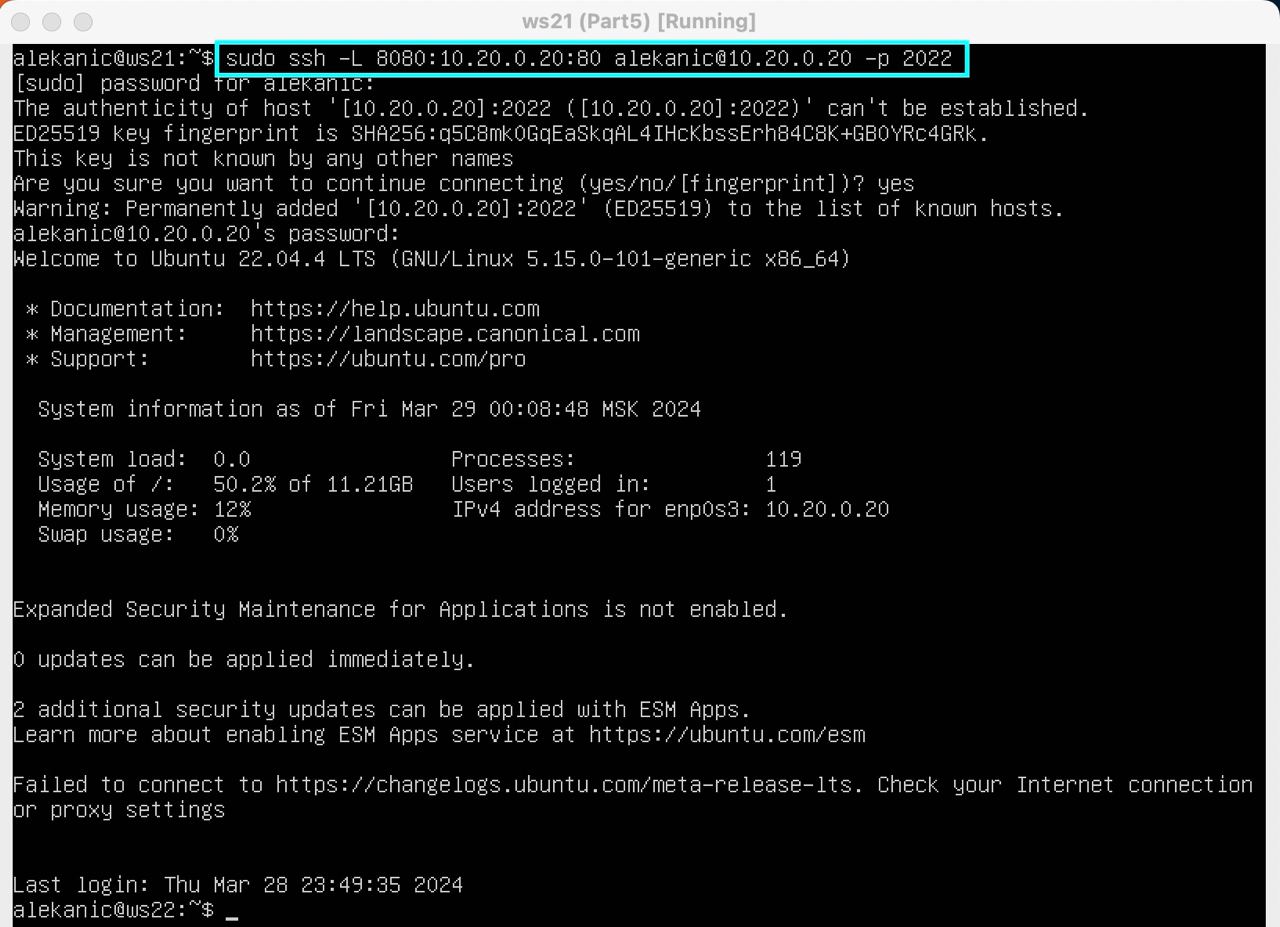 ws21 (Part5) [Running]
alekanic@ws21:~$ sudo ssh -L 8080:10.20.0.20:80 alekanic@10.20.0.20 -p 2022
[sudo] password for alekanic:
The authenticity of host '[10.20.0.20]:2022 ([10.20.0.20]:2022)' can't be established.
ED25519 key fingerprint is SHA256:q5C8mkOGqEaSkqAL4IHcKbssErh84C8K+GBOYRc4GRk.
This key is not known by any other names
Are you sure you want to continue connecting (yes/no/[fingerprint])? yes
Warning: Permanently added '[10.20.0.20]:2022' (ED25519) to the list of known hosts.
alekanic@10.20.0.20's password:
Welcome to Ubuntu 22.04.4 LTS (GNU/Linux 5.15.0-101-generic x86_64)
* Documentation:  https://help.ubuntu.com
* Management:     https://landscape.canonical.com
* Support:        https://ubuntu.com/pro
System information as of Fri Mar 29 00:08:48 MSK 2024
System load:  0.0                Processes:               119
Usage of /:   50.2% of 11.21GB   Users logged in:         1
Memory usage: 12%                IPv4 address for enp0s3: 10.20.0.20
Swap usage:   0%
Expanded Security Maintenance for Applications is not enabled.
0 updates can be applied immediately.
2 additional security updates can be applied with ESM Apps.
Learn more about enabling ESM Apps service at https://ubuntu.com/esm
Failed to connect to https://changelogs.ubuntu.com/meta-release-lts. Check your Internet connection
or proxy settings
Last login: Thu Mar 28 23:49:35 2024
alekanic@ws22:~$ _